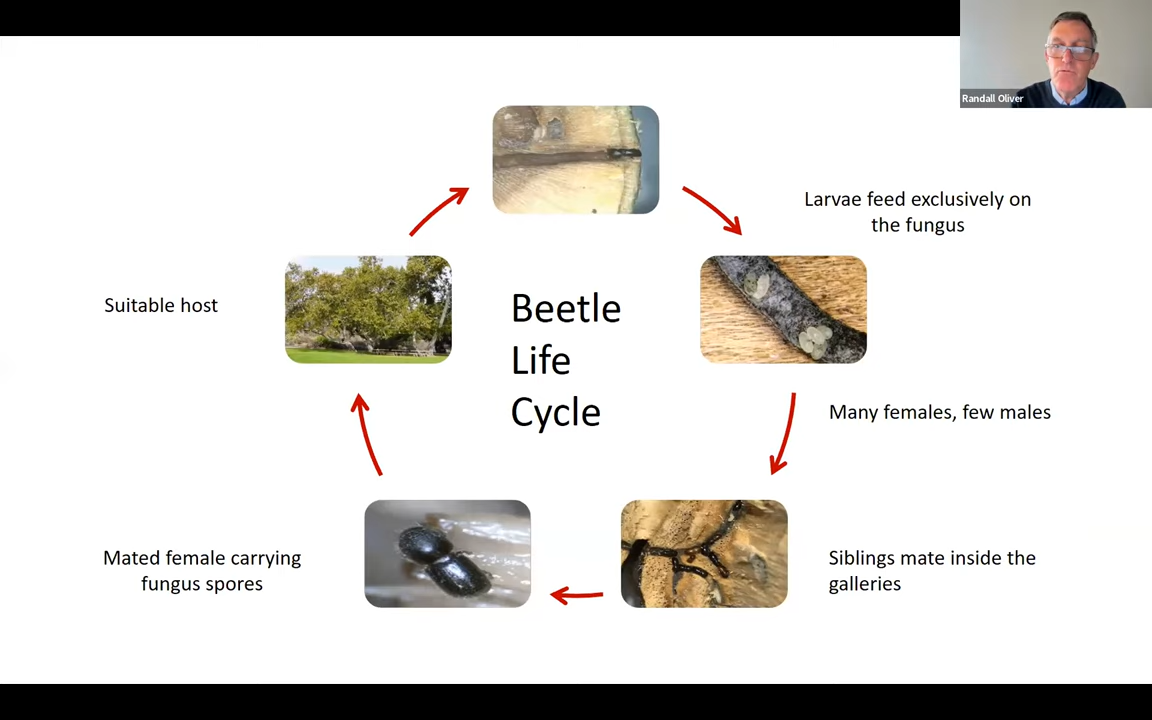 Randall Oliver
Larvae feed exclusively on
the fungus
Suitable host
Beetle
Life
Cycle
Many females, few males
Mated female carrying
fungus spores
Siblings mate inside the
galleries